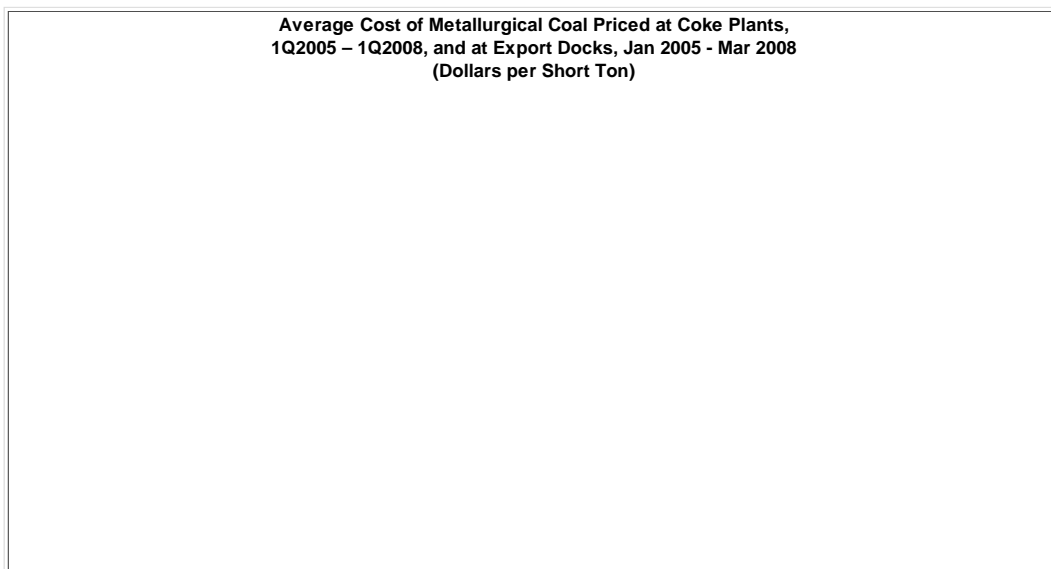 Average Cost of Metallurgical Coal Priced at Coke Plants,
1Q2005 – 1Q2008, and at Export Docks, Jan 2005 - Mar 2008
(Dollars per Short Ton)